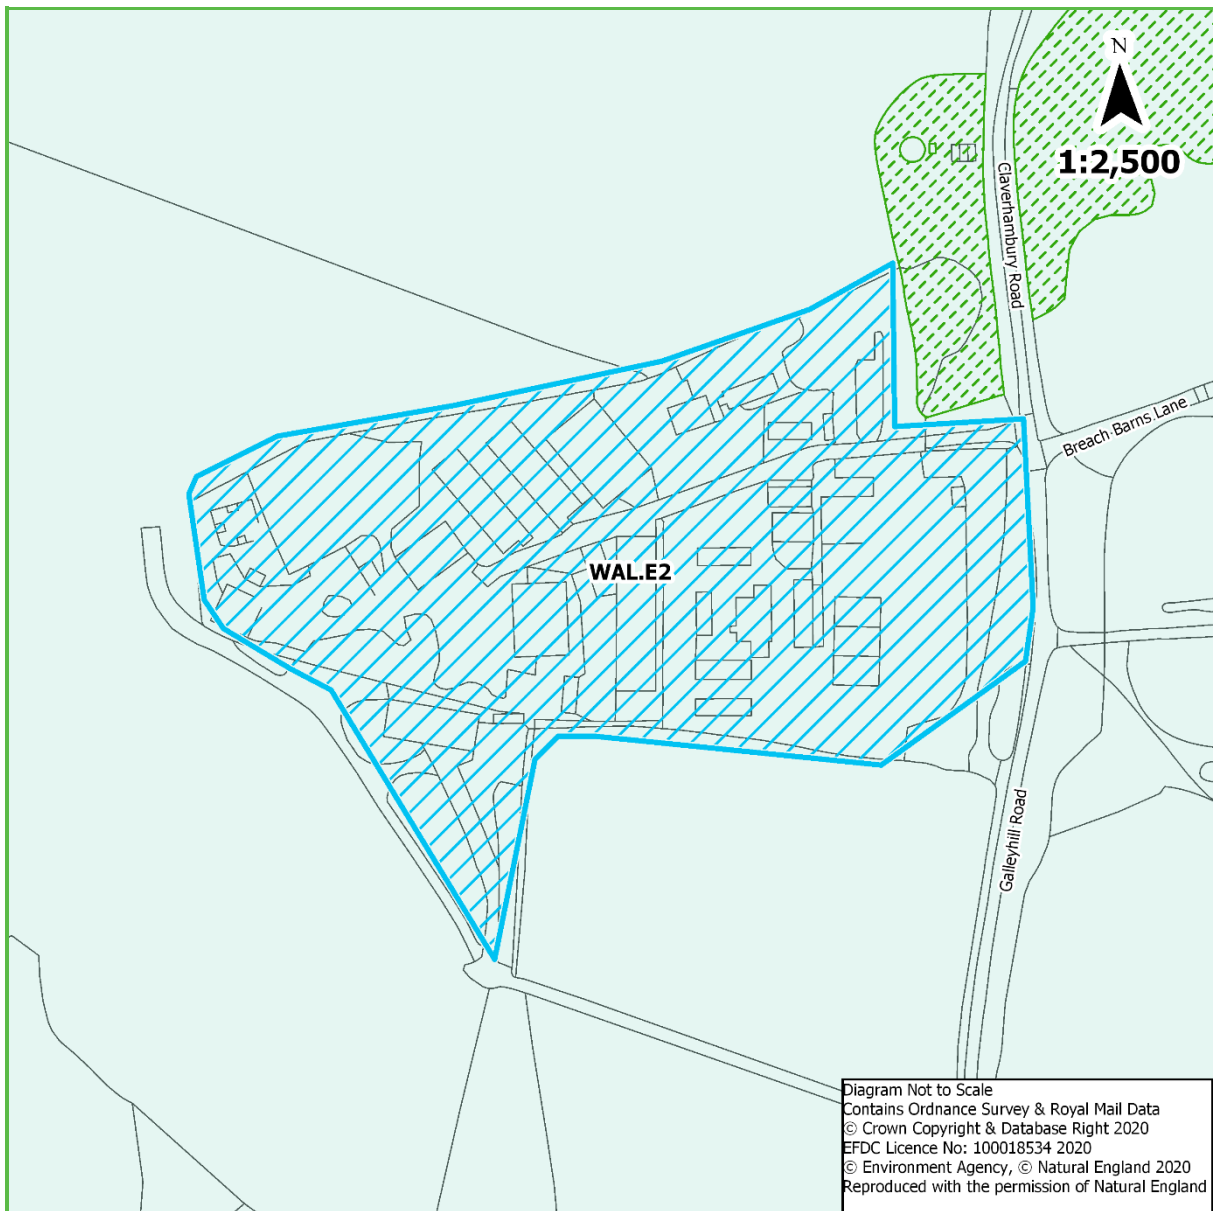 N
1:2,500
Claverhambury Road
Breach Barns Lane
WAL.E2
Galleyhill Road
Diagram Not to Scale
Contains Ordnance Survey & Royal Mail Data
© Crown Copyright & Database Right 2020
EFDC Licence No: 100018534 2020
© Environment Agency, © Natural England 2020
Reproduced with the permission of Natural England